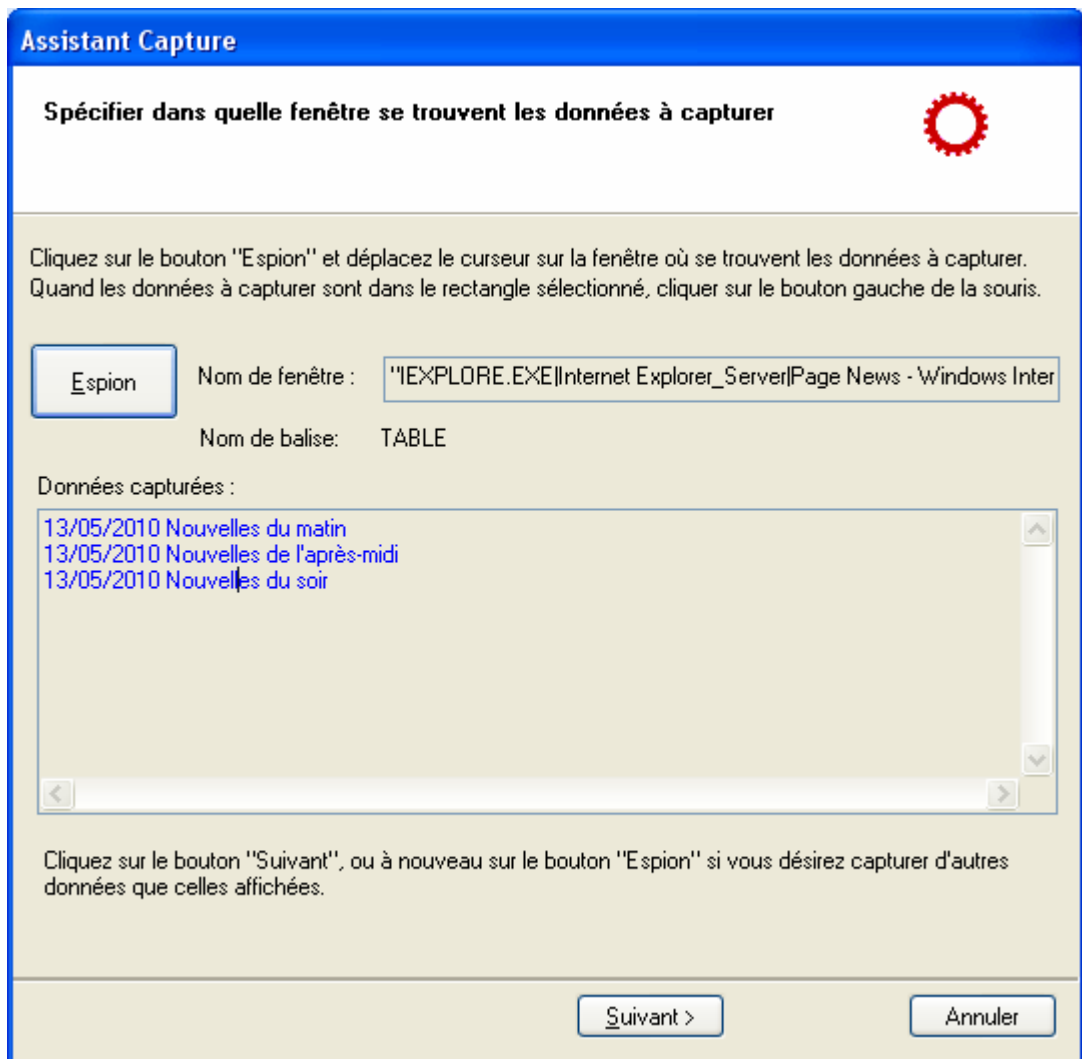 Assistant Capture
Spécifier dans quelle fenêtre se trouvent les données à capturer
Cliquez sur le bouton "Espion" et déplacez le curseur sur la fenêtre où se trouvent les données à capturer.
Quand les données à capturer sont dans le rectangle sélectionné, cliquer sur le bouton gauche de la souris.
Espion
Nom de fenêtre :
"IEXPLORE.EXE|Internet Explorer_Server|Page News - Windows Inter
Nom de balise:
TABLE
Données capturées :
13/05/2010 Nouvelles du matin
13/05/2010 Nouvelles de l'après-midi
13/05/2010 Nouvelles du soir
Cliquez sur le bouton "Suivant", ou à nouveau sur le bouton "Espion" si vous désirez capturer d'autres
données que celles affichées.
Suivant >
Annuler